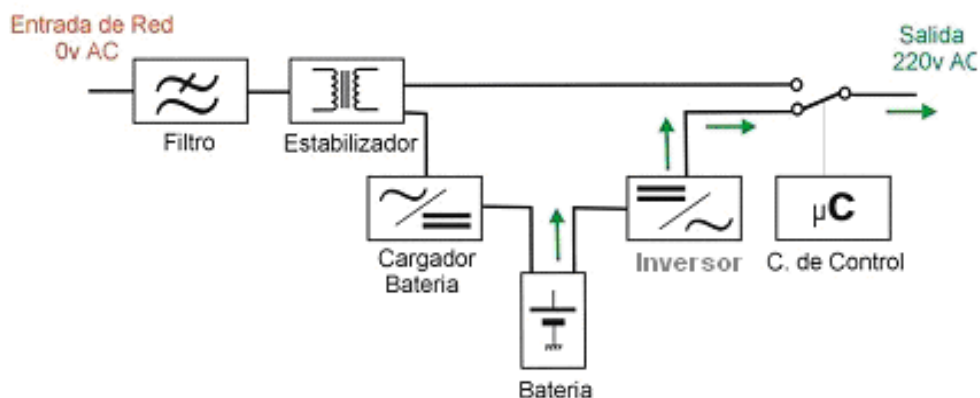 Entrada de Red
0v AC
Salida
220v AC
Filtro
Estabilizador
Cargador
Bateria
Inversor
µC
C. de Control
Bateria